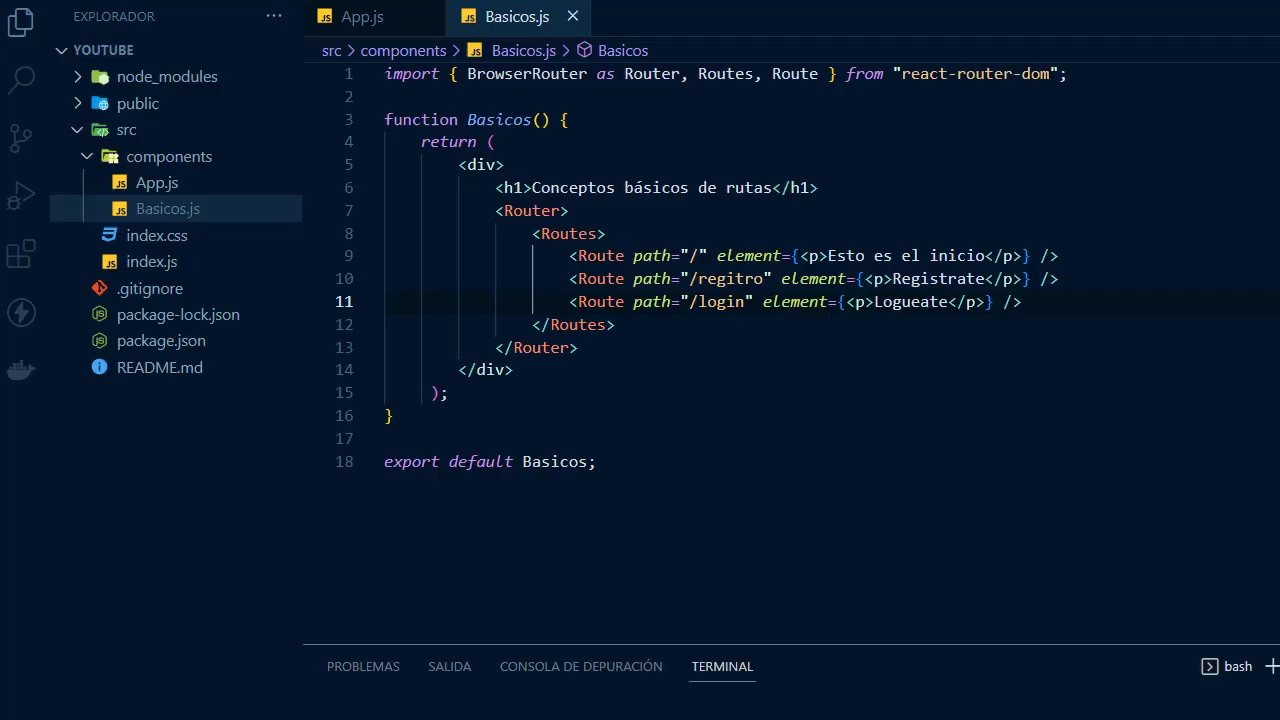 EXPLORADOR ...
YOUTUBE
node_modules
public
src
components
App.js
Basicos.js
index.css
index.js
.gitignore
package-lock.json
package.json
README.md
JS App.js JS Basicos.js ×
src > components > JS Basicos.js > Basicos
1 import { BrowserRouter as Router, Routes, Route } from "react-router-dom";
2
3 function Basicos() {
4 return (
5 <div>
6 <h1>Conceptos básicos de rutas</h1>
7 <Router>
8 <Routes>
9 <Route path="/" element={<p>Esto es el inicio</p>} />
10 <Route path="/regitro" element={<p>Registrate</p>} />
11 <Route path="/login" element={<p>Logueate</p>} />
12 </Routes>
13 </Router>
14 </div>
15 );
16 }
17
18 export default Basicos;
PROBLEMAS SALIDA CONSOLA DE DEPURACIÓN TERMINAL bash +